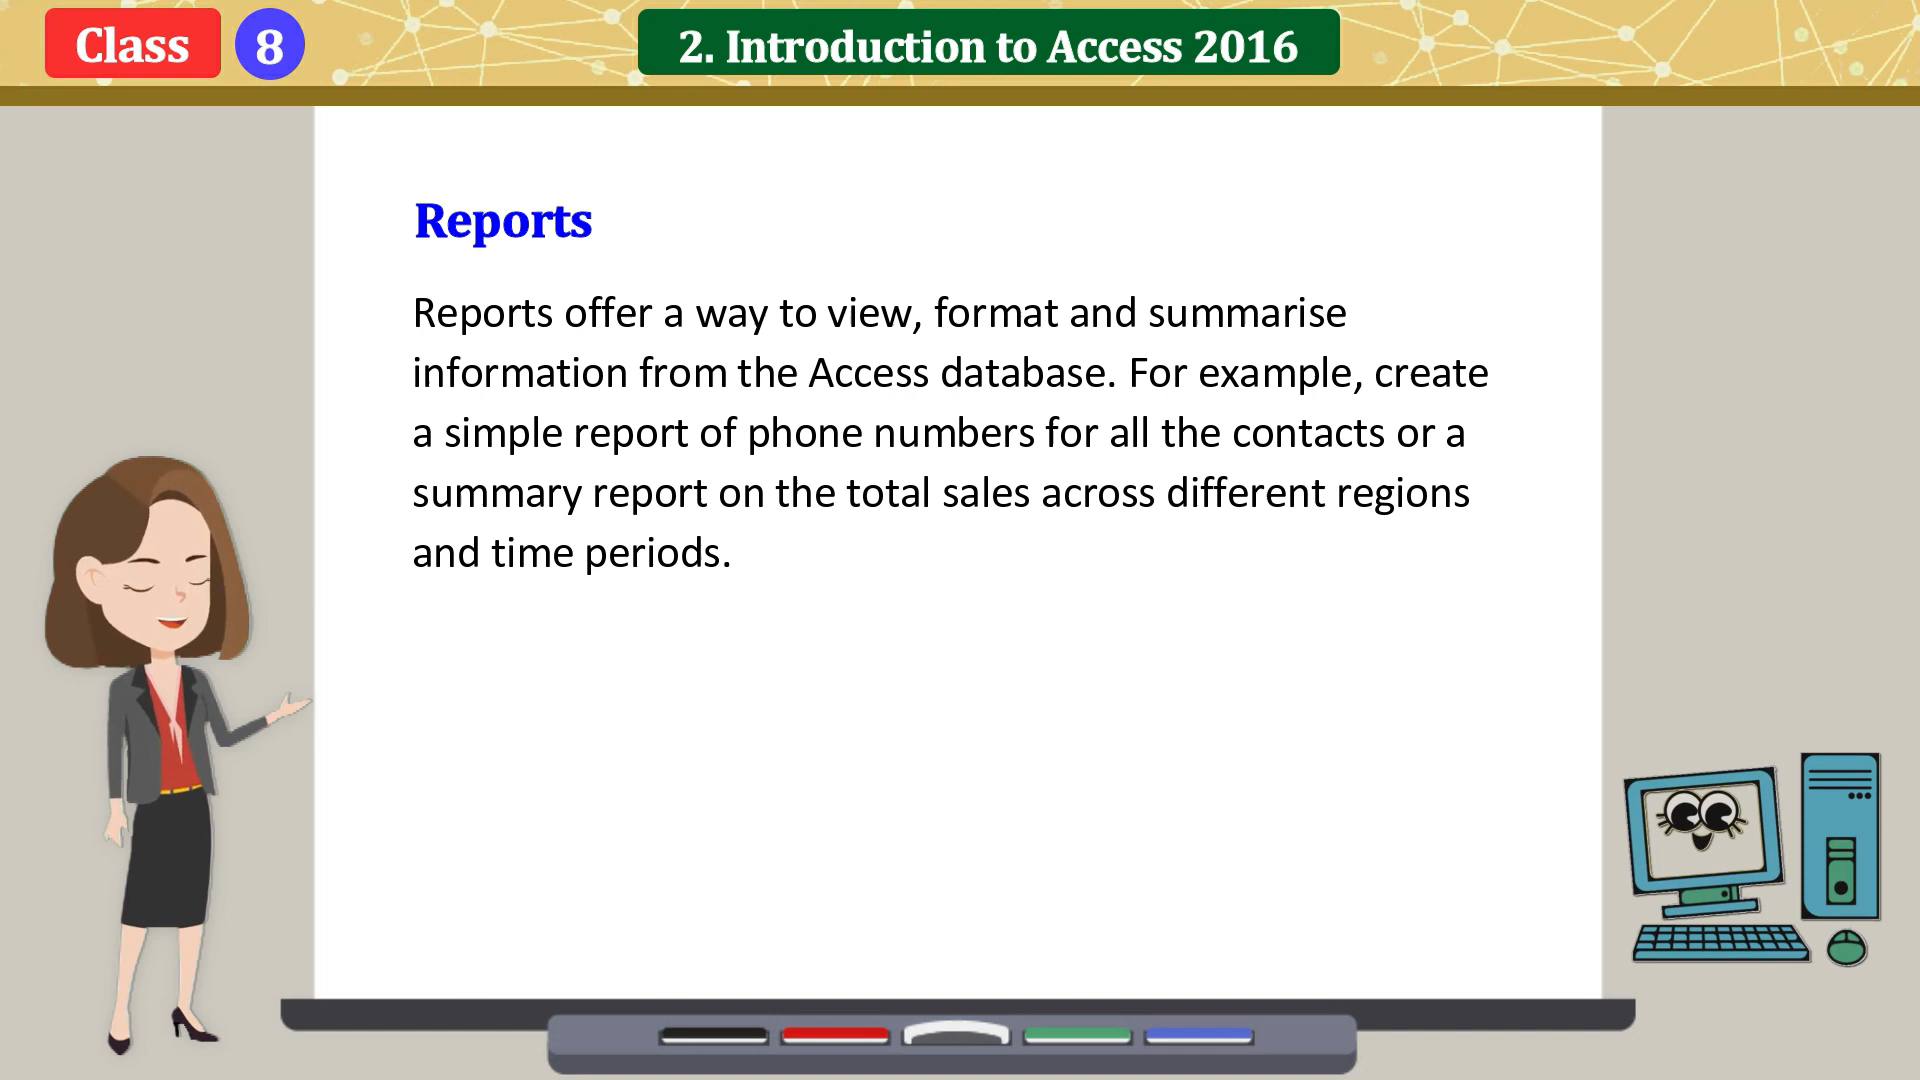 Class 8
2. Introduction to Access 2016
Reports
Reports offer a way to view, format and summarise
information from the Access database. For example, create
a simple report of phone numbers for all the contacts or a
summary report on the total sales across different regions
and time periods.